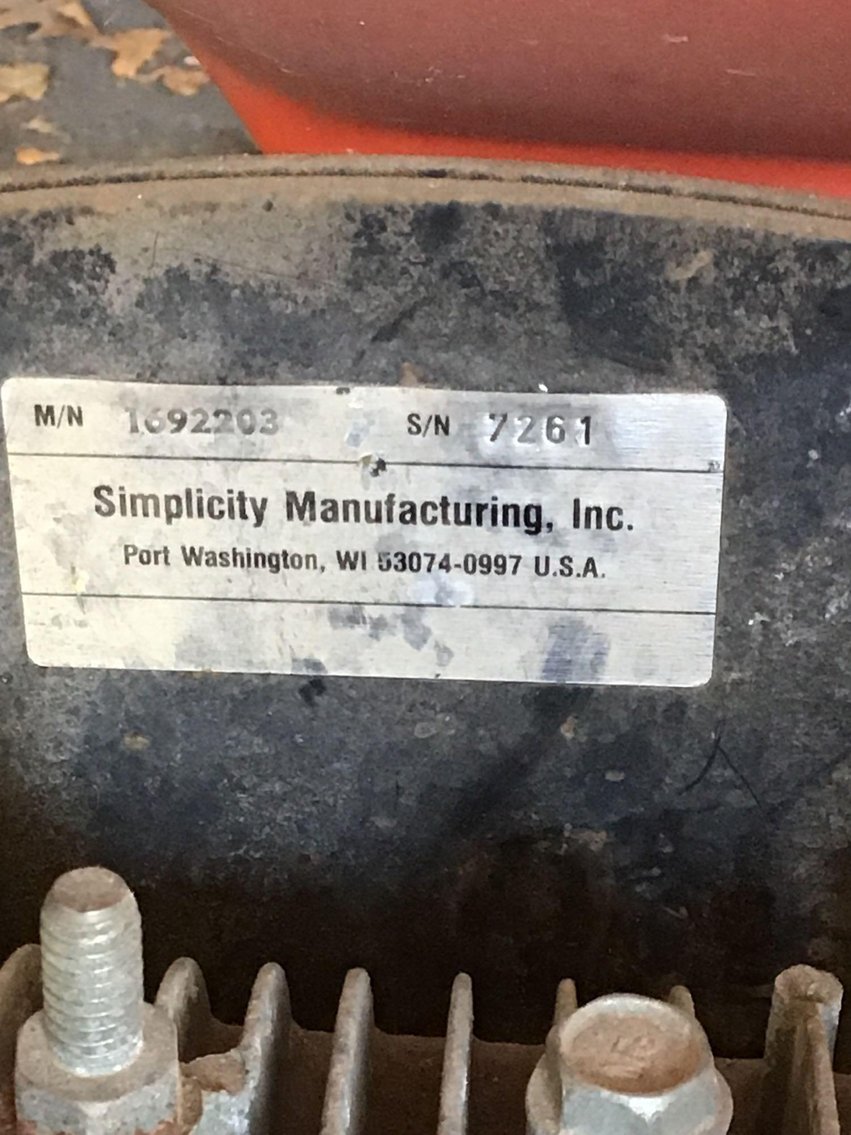 M/N 1692203 S/N 7261
Simplicity Manufacturing, Inc.
Port Washington, WI 53074-0997 U.S.A.